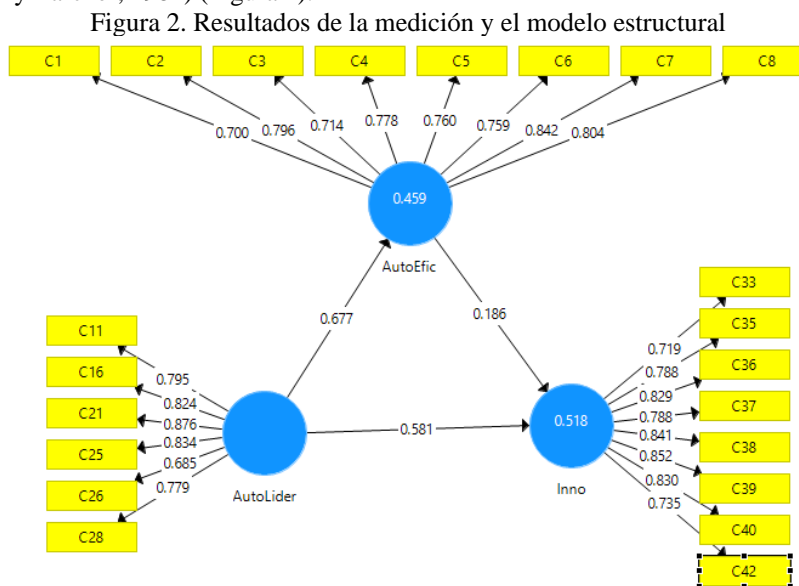 Figura 2. Resultados de la medición y el modelo estructural
C1 C2 C3 C4 C5 C6 C7 C8
0.700 0.796 0.714 0.778 0.760 0.759 0.842 0.804
0.459
AutoEfic
0.677
0.186
C11
C16
C21
C25
C26
C28
0.795
0.824
0.876
0.834
0.685
0.779
AutoLider
0.581
0.518
Inno
0.719
0.788
0.829
0.788
0.841
0.852
0.830
0.735
C33
C35
C36
C37
C38
C39
C40
C42